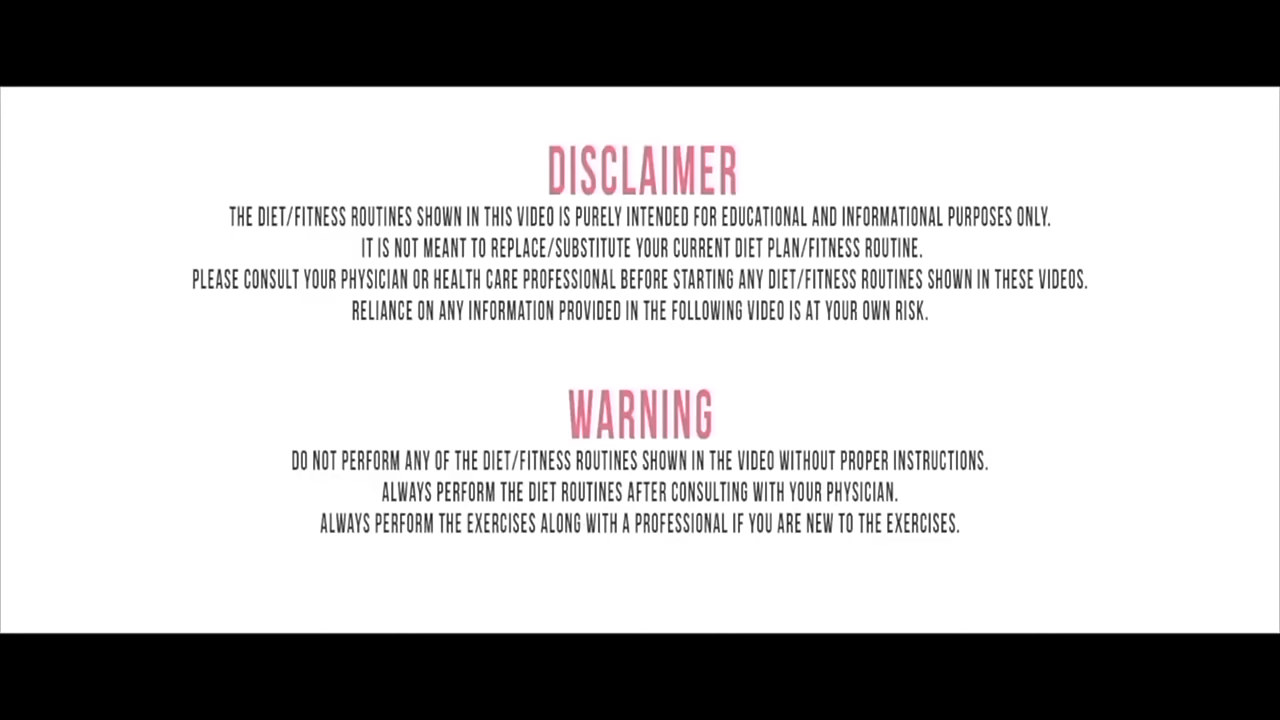 DISCLAIMER
THE DIET/FITNESS ROUTINES SHOWN IN THIS VIDEO IS PURELY INTENDED FOR EDUCATIONAL AND INFORMATIONAL PURPOSES ONLY.
IT IS NOT MEANT TO REPLACE/SUBSTITUTE YOUR CURRENT DIET PLAN/FITNESS ROUTINE.
PLEASE CONSULT YOUR PHYSICIAN OR HEALTH CARE PROFESSIONAL BEFORE STARTING ANY DIET/FITNESS ROUTINES SHOWN IN THESE VIDEOS.
RELIANCE ON ANY INFORMATION PROVIDED IN THE FOLLOWING VIDEO IS AT YOUR OWN RISK.
WARNING
DO NOT PERFORM ANY OF THE DIET/FITNESS ROUTINES SHOWN IN THE VIDEO WITHOUT PROPER INSTRUCTIONS.
ALWAYS PERFORM THE DIET ROUTINES AFTER CONSULTING WITH YOUR PHYSICIAN.
ALWAYS PERFORM THE EXERCISES ALONG WITH A PROFESSIONAL IF YOU ARE NEW TO THE EXERCISES.